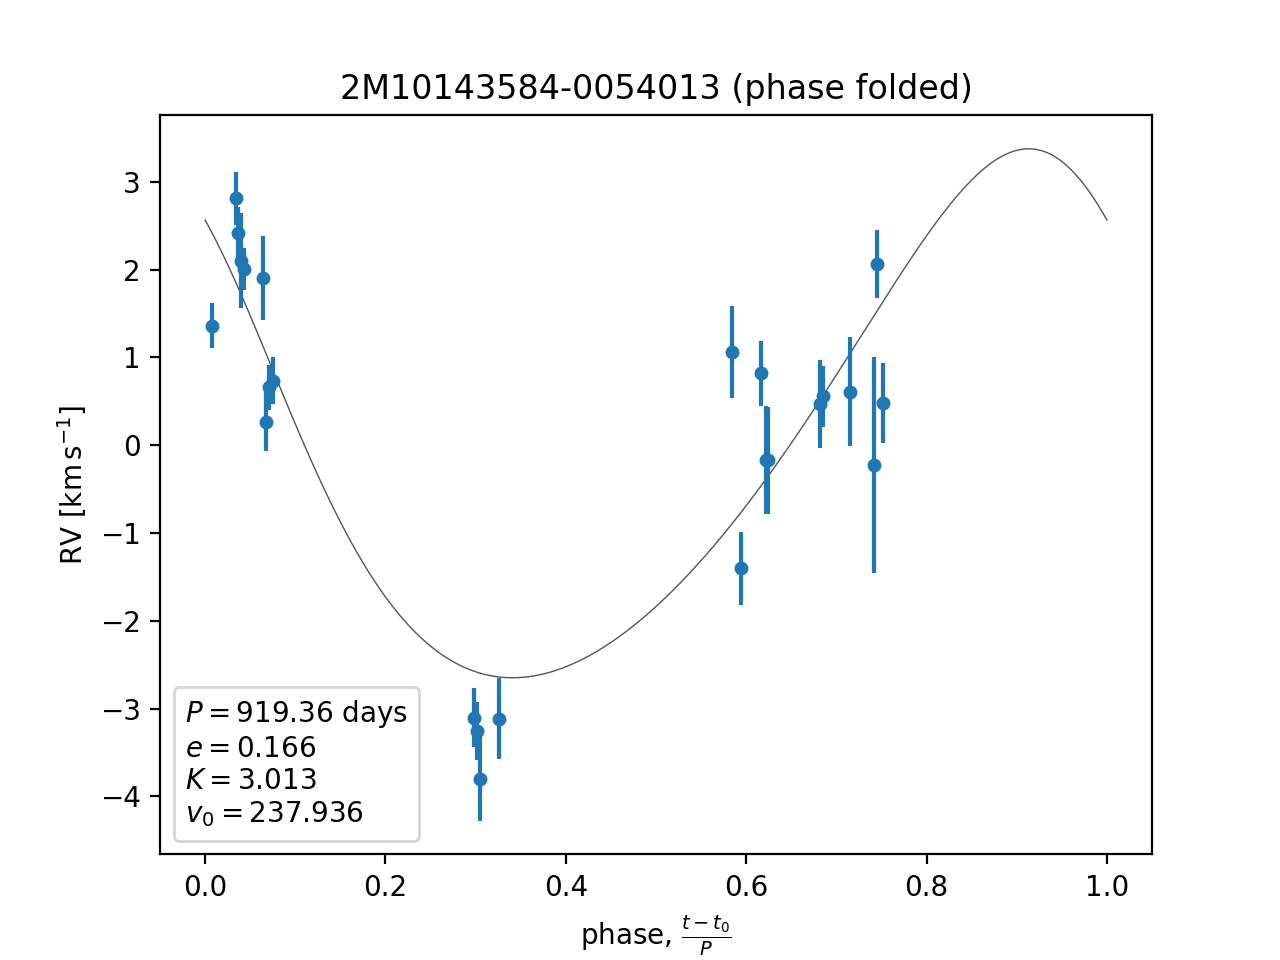 2M10143584-0054013 (phase folded)
RV [km s⁻¹]
3
2
1
0
−1
−2
−3
−4
P = 919.36 days
e = 0.166
K = 3.013
v₀ = 237.936
0.0 0.2 0.4 0.6 0.8 1.0
phase, (t − t₀)/P